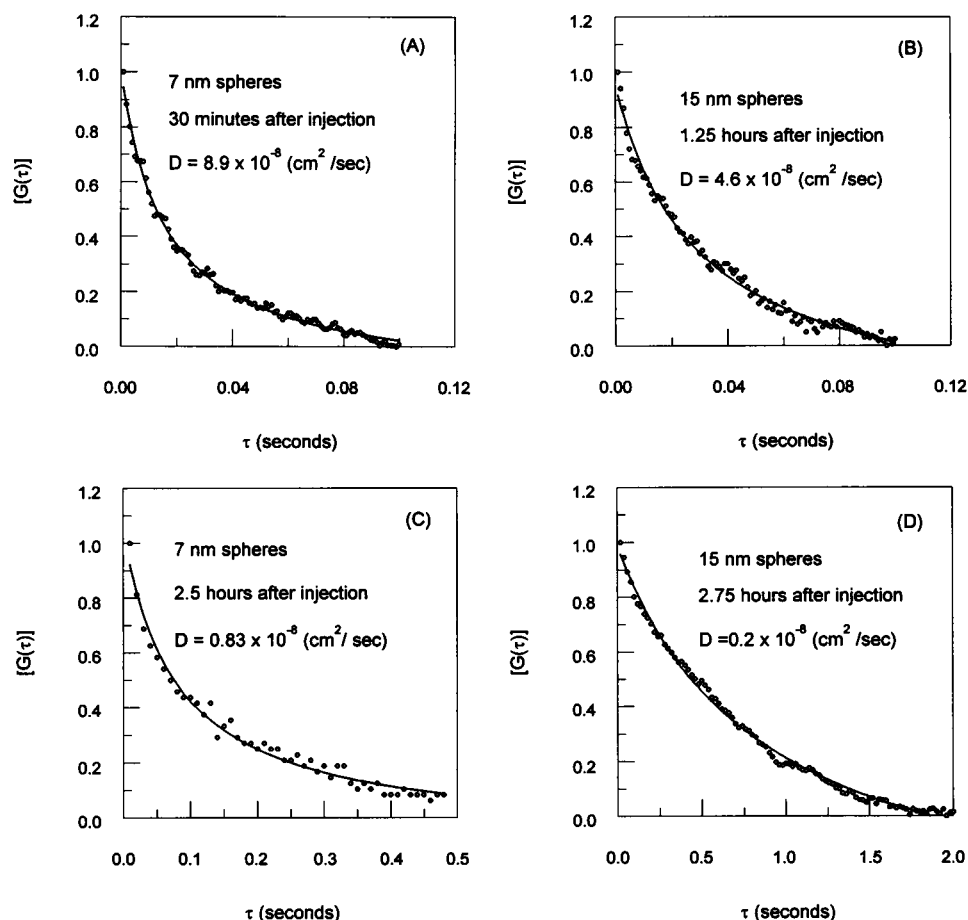 (A)
7 nm spheres
30 minutes after injection
D = 8.9 x 10⁻⁸ (cm² /sec)
[G(τ)]
1.2
1.0
0.8
0.6
0.4
0.2
0.0
0.00 0.04 0.08 0.12
τ (seconds)
(B)
15 nm spheres
1.25 hours after injection
D = 4.6 x 10⁻⁸ (cm² /sec)
[G(τ)]
1.2
1.0
0.8
0.6
0.4
0.2
0.0
0.00 0.04 0.08 0.12
τ (seconds)
(C)
7 nm spheres
2.5 hours after injection
D = 0.83 x 10⁻⁸ (cm²/ sec)
[G(τ)]
1.2
1.0
0.8
0.6
0.4
0.2
0.0
0.0 0.1 0.2 0.3 0.4 0.5
τ (seconds)
(D)
15 nm spheres
2.75 hours after injection
D =0.2 x 10⁻⁸ (cm² /sec)
[G(τ)]
1.2
1.0
0.8
0.6
0.4
0.2
0.0
0.0 0.5 1.0 1.5 2.0
τ (seconds)